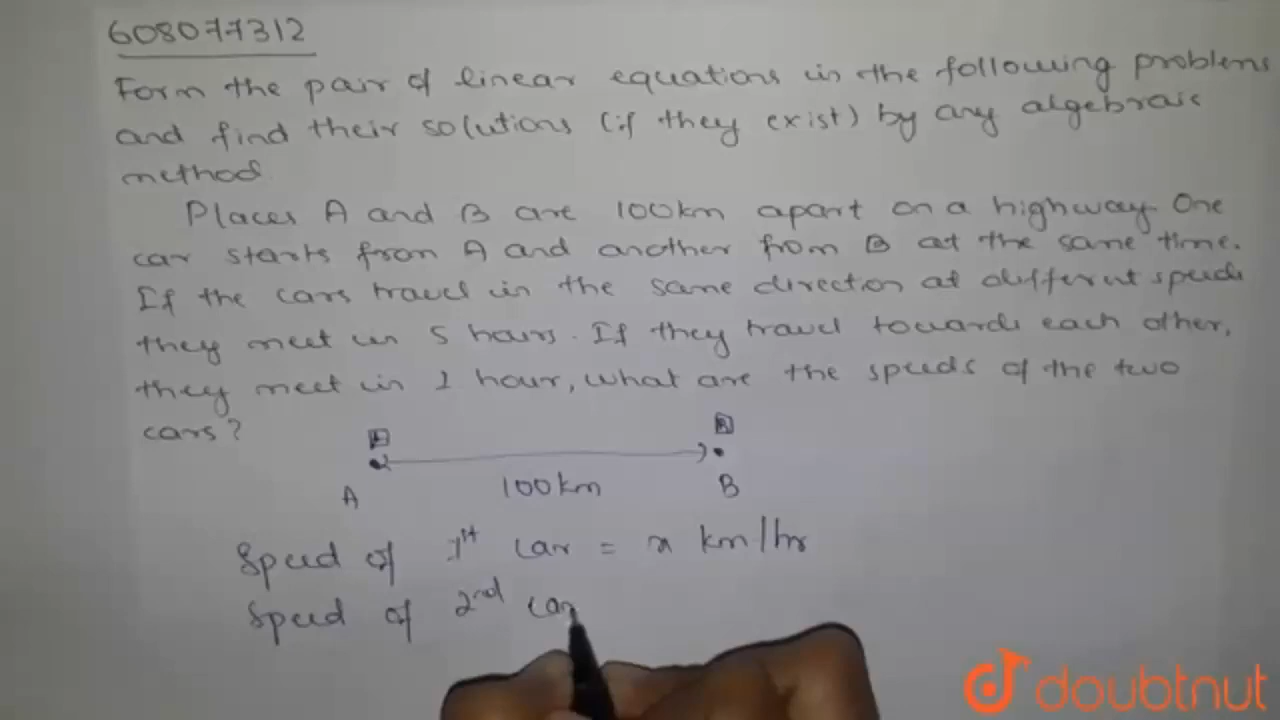 608077312
Form the pair of linear equations in the following problems
and find their solutions (if they exist) by any algebraic
method
Places A and B are 100km apart on a highway. One
car starts from A and another from B at the same time.
If the cars travel in the same direction at different speeds
they meet in 5 hours. If they travel towards each other,
they meet in 1 hour, what are the speeds of the two
cars?
A B
100km
A B
Speed of 1st car = x km/hr
Speed of 2nd car
doubtnut